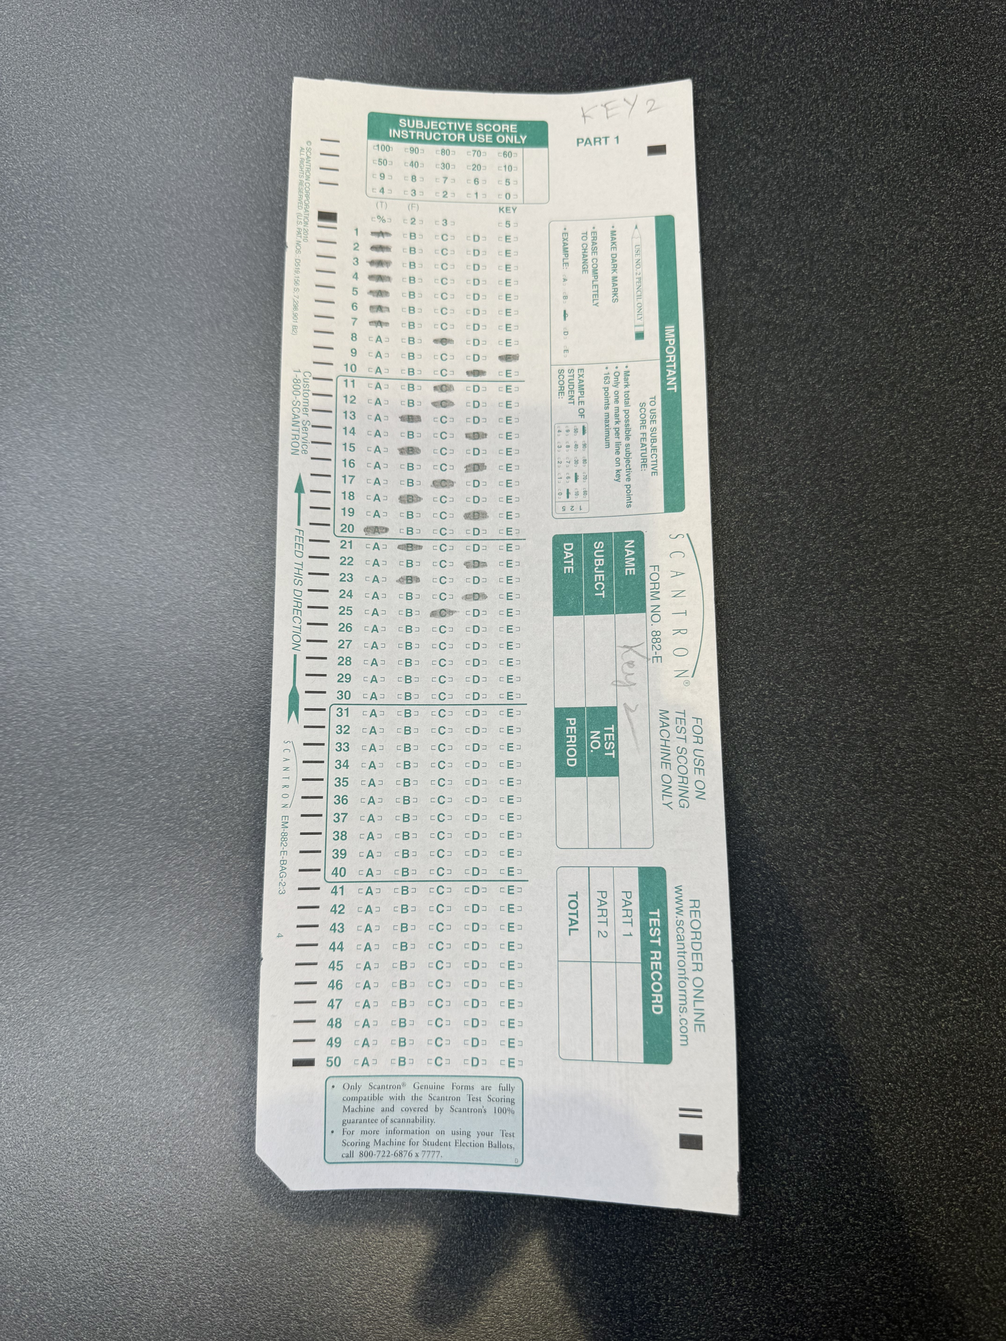 KEY 2
PART 1
SUBJECTIVE SCORE
INSTRUCTOR USE ONLY
100 90 80 70 60
50 40 30 20 10
9 8 7 6 5
4 3 2 1 0
(T) (F) KEY
% 2 3 5
1 A B C D E
2 A B C D E
3 A B C D E
4 A B C D E
5 A B C D E
6 A B C D E
7 A B C D E
8 A B C D E
9 A B C D E
10 A B C D E
11 A B C D E
12 A B C D E
13 A B C D E
14 A B C D E
15 A B C D E
16 A B C D E
17 A B C D E
18 A B C D E
19 A B C D E
20 A B C D E
21 A B C D E
22 A B C D E
23 A B C D E
24 A B C D E
25 A B C D E
26 A B C D E
27 A B C D E
28 A B C D E
29 A B C D E
30 A B C D E
31 A B C D E
32 A B C D E
33 A B C D E
34 A B C D E
35 A B C D E
36 A B C D E
37 A B C D E
38 A B C D E
39 A B C D E
40 A B C D E
41 A B C D E
42 A B C D E
43 A B C D E
44 A B C D E
45 A B C D E
46 A B C D E
47 A B C D E
48 A B C D E
49 A B C D E
50 A B C D E
• Only Scantron® Genuine Forms are fully
compatible with the Scantron Test Scoring
Machine and covered by Scantron's 100%
guarantee of scannability.
• For more information on using your Test
Scoring Machine for Student Election Ballots,
call 800-722-6876 x 7777.
IMPORTANT
USE NO. 2 PENCIL ONLY
• MAKE DARK MARKS
• ERASE COMPLETELY
TO CHANGE
• EXAMPLE: A B D E
TO USE SUBJECTIVE
SCORE FEATURE:
• Mark total possible subjective points
• Only one mark per line on key
• 163 points maximum
EXAMPLE OF
STUDENT
SCORE:
SCANTRON®
FORM NO. 882-E
FOR USE ON
TEST SCORING
MACHINE ONLY
REORDER ONLINE
www.scantronforms.com
NAME Key 2
SUBJECT
TEST
NO.
DATE
PERIOD
TEST RECORD
PART 1
PART 2
TOTAL
© SCANTRON CORPORATION 2010
ALL RIGHTS RESERVED.
Customer Service
1-800-SCANTRON
FEED THIS DIRECTION
SCANTRON EM-882-E-BAG-2:3
4